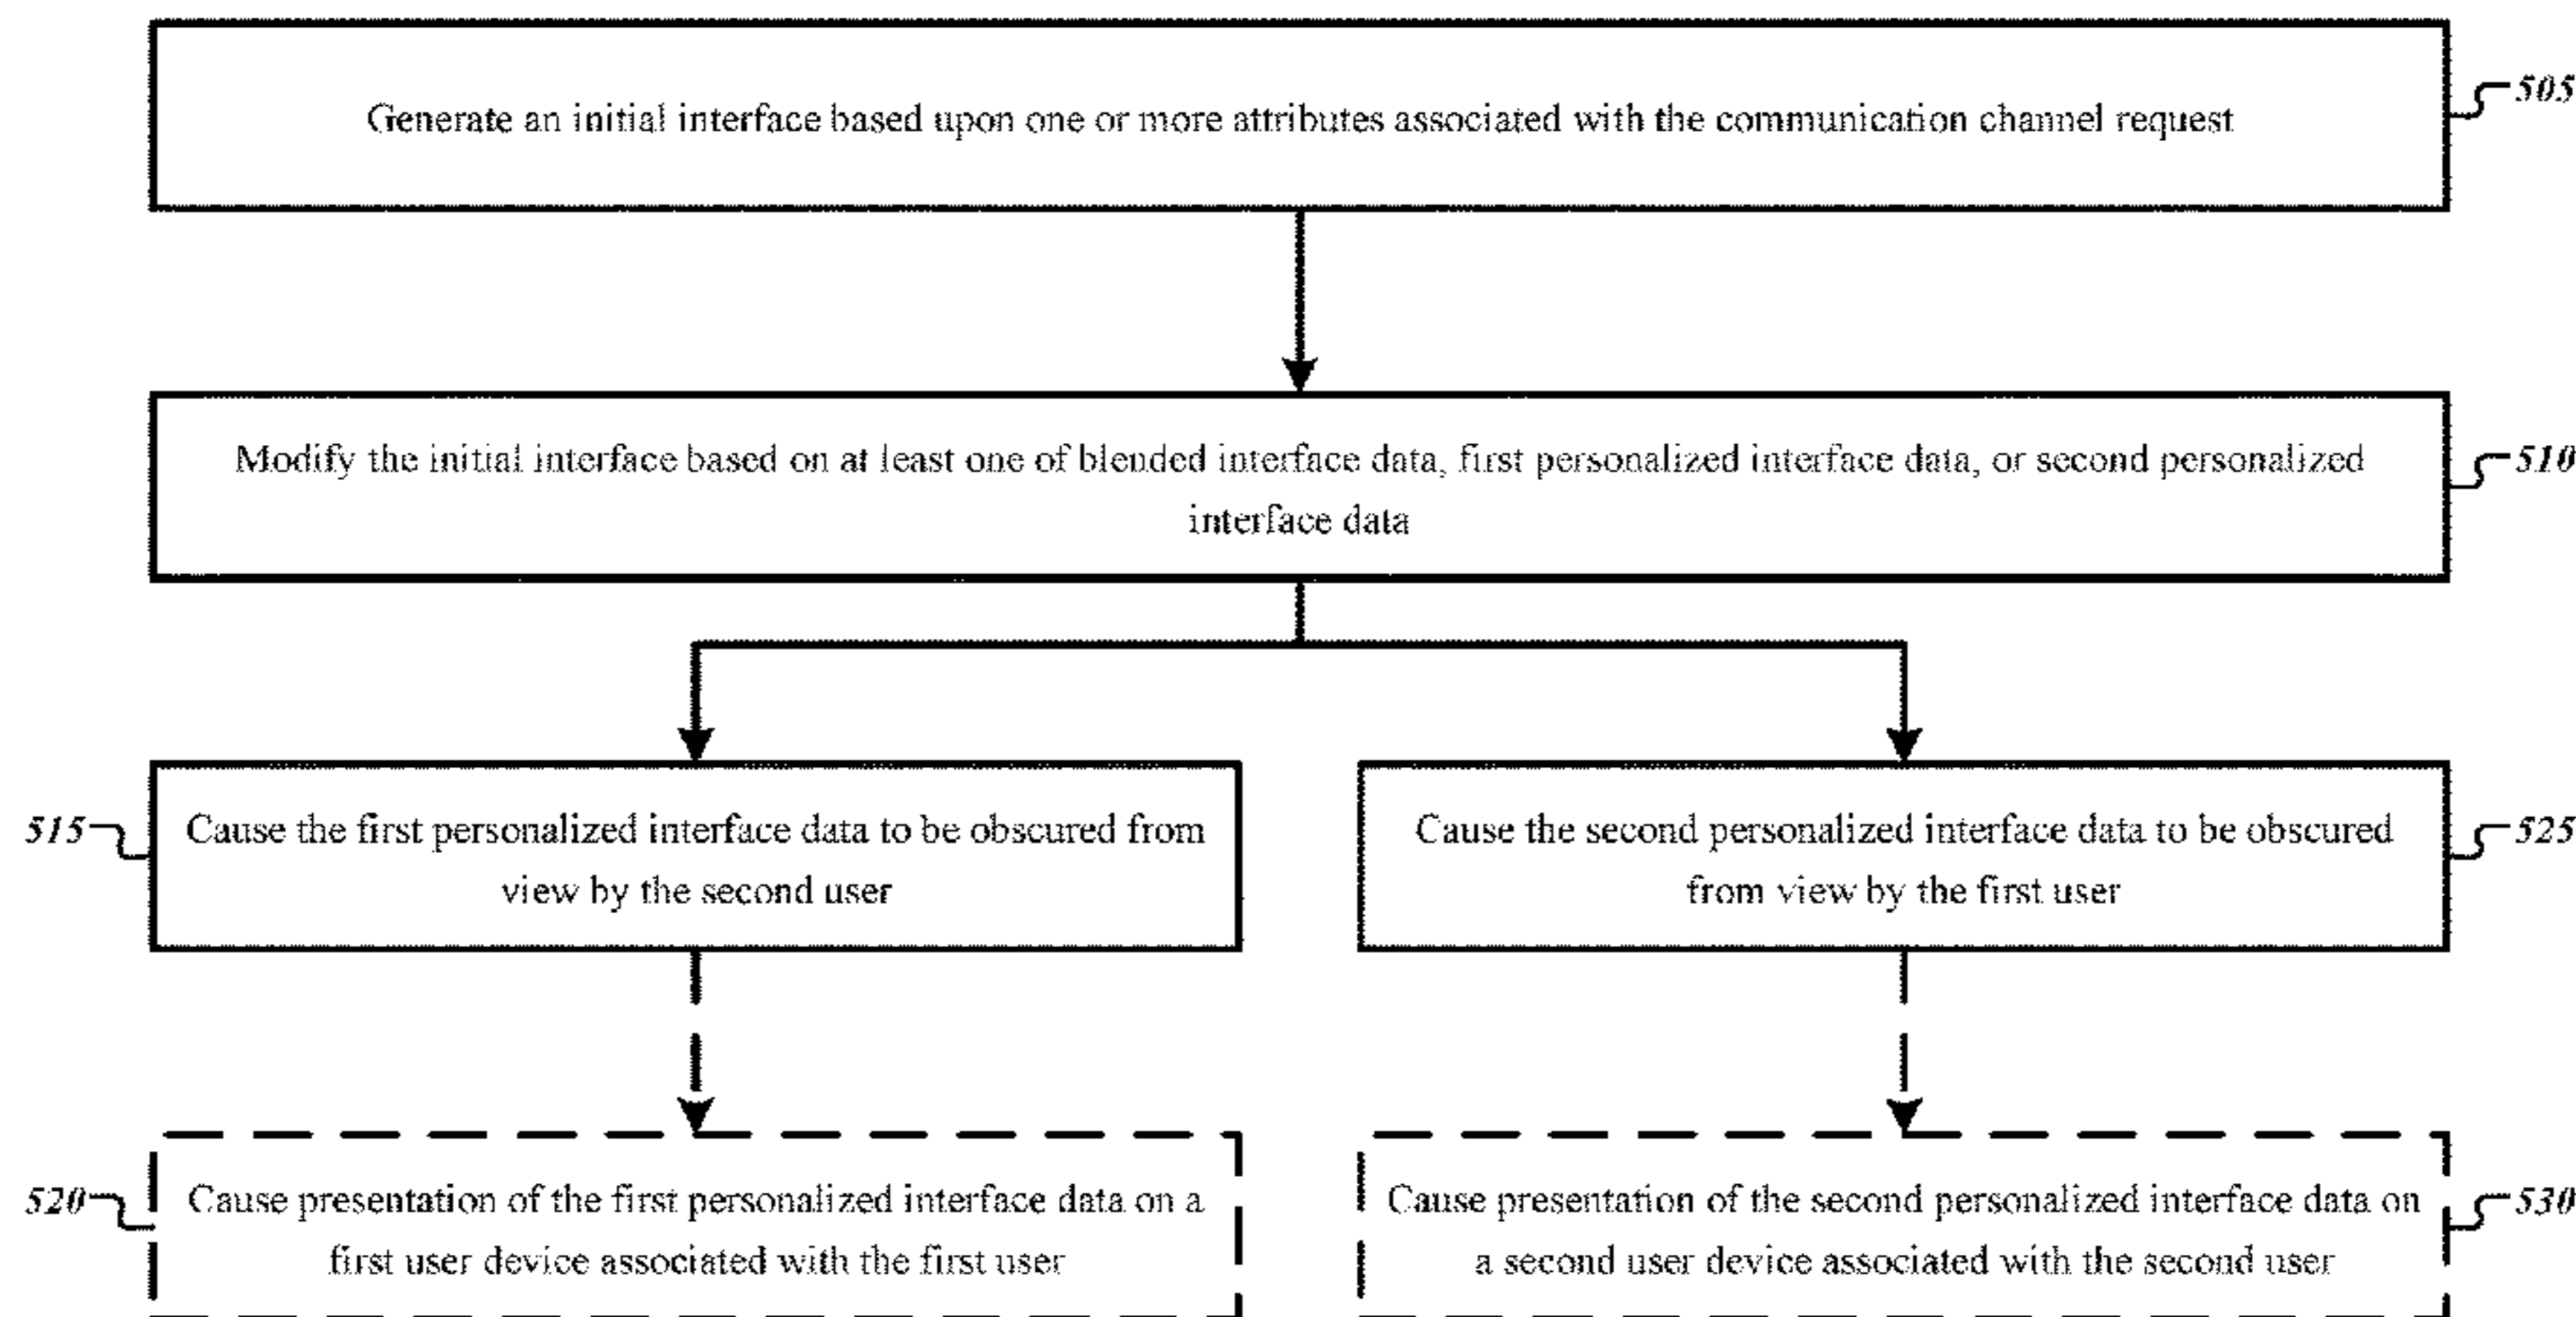 Generate an initial interface based upon one or more attributes associated with the communication channel request
505
Modify the initial interface based on at least one of blended interface data, first personalized interface data, or second personalized
interface data
510
515
Cause the first personalized interface data to be obscured from
view by the second user
Cause the second personalized interface data to be obscured
from view by the first user
525
520
Cause presentation of the first personalized interface data on a
first user device associated with the first user
Cause presentation of the second personalized interface data on
a second user device associated with the second user
530